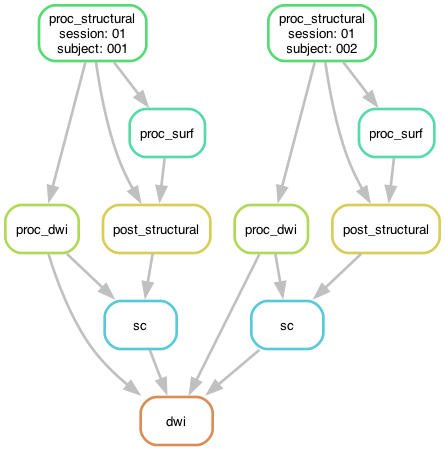 proc_structural
session: 01
subject: 001
proc_structural
session: 01
subject: 002
proc_surf
proc_surf
proc_dwi
post_structural
proc_dwi
post_structural
sc
sc
dwi